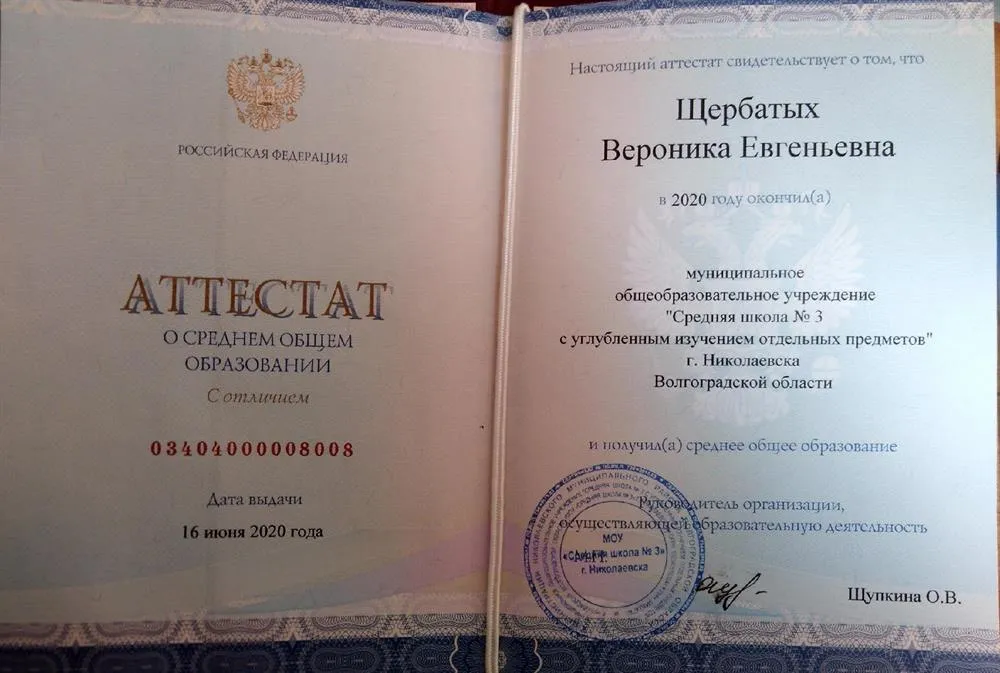 РОССИЙСКАЯ ФЕДЕРАЦИЯ
АТТЕСТАТ
О СРЕДНЕМ ОБЩЕМ
ОБРАЗОВАНИИ
С отличием
03404000008008
Дата выдачи
16 июня 2020 года
Настоящий аттестат свидетельствует о том, что
Щербатых
Вероника Евгеньевна
в 2020 году окончил(а)
муниципальное
общеобразовательное учреждение
"Средняя школа № 3
с углубленным изучением отдельных предметов"
г. Николаевска
Волгоградской области
и получил(а) среднее общее образование
Руководитель организации,
осуществляющей образовательную деятельность
МОУ
«Средняя школа № 3»
г. Николаевска
Щупкина О.В.